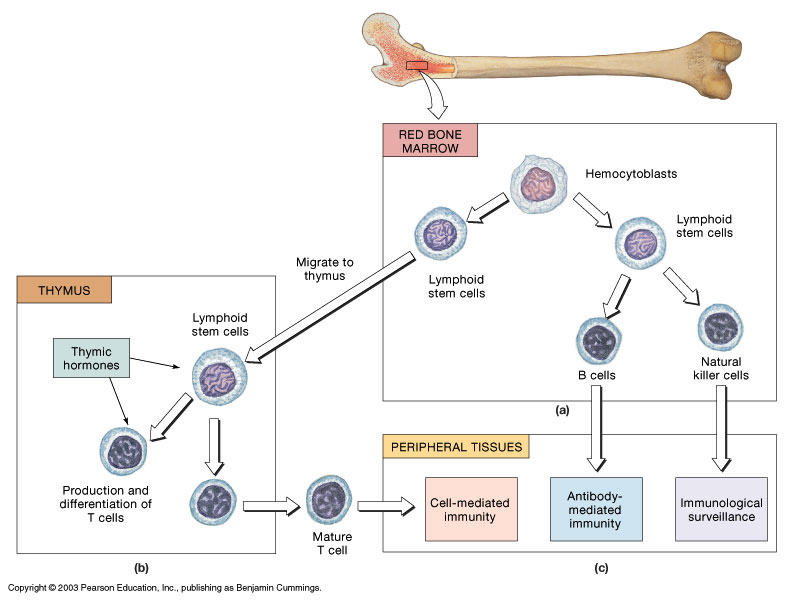 RED BONE
MARROW
Hemocytoblasts
Lymphoid
stem cells
Lymphoid
stem cells
Migrate to
thymus
THYMUS
Lymphoid
stem cells
Thymic
hormones
B cells
Natural
killer cells
(a)
PERIPHERAL TISSUES
Production and
differentiation of
T cells
Mature
T cell
Cell-mediated
immunity
Antibody-
mediated
immunity
Immunological
surveillance
(b)
(c)
Copyright © 2003 Pearson Education, Inc., publishing as Benjamin Cummings.